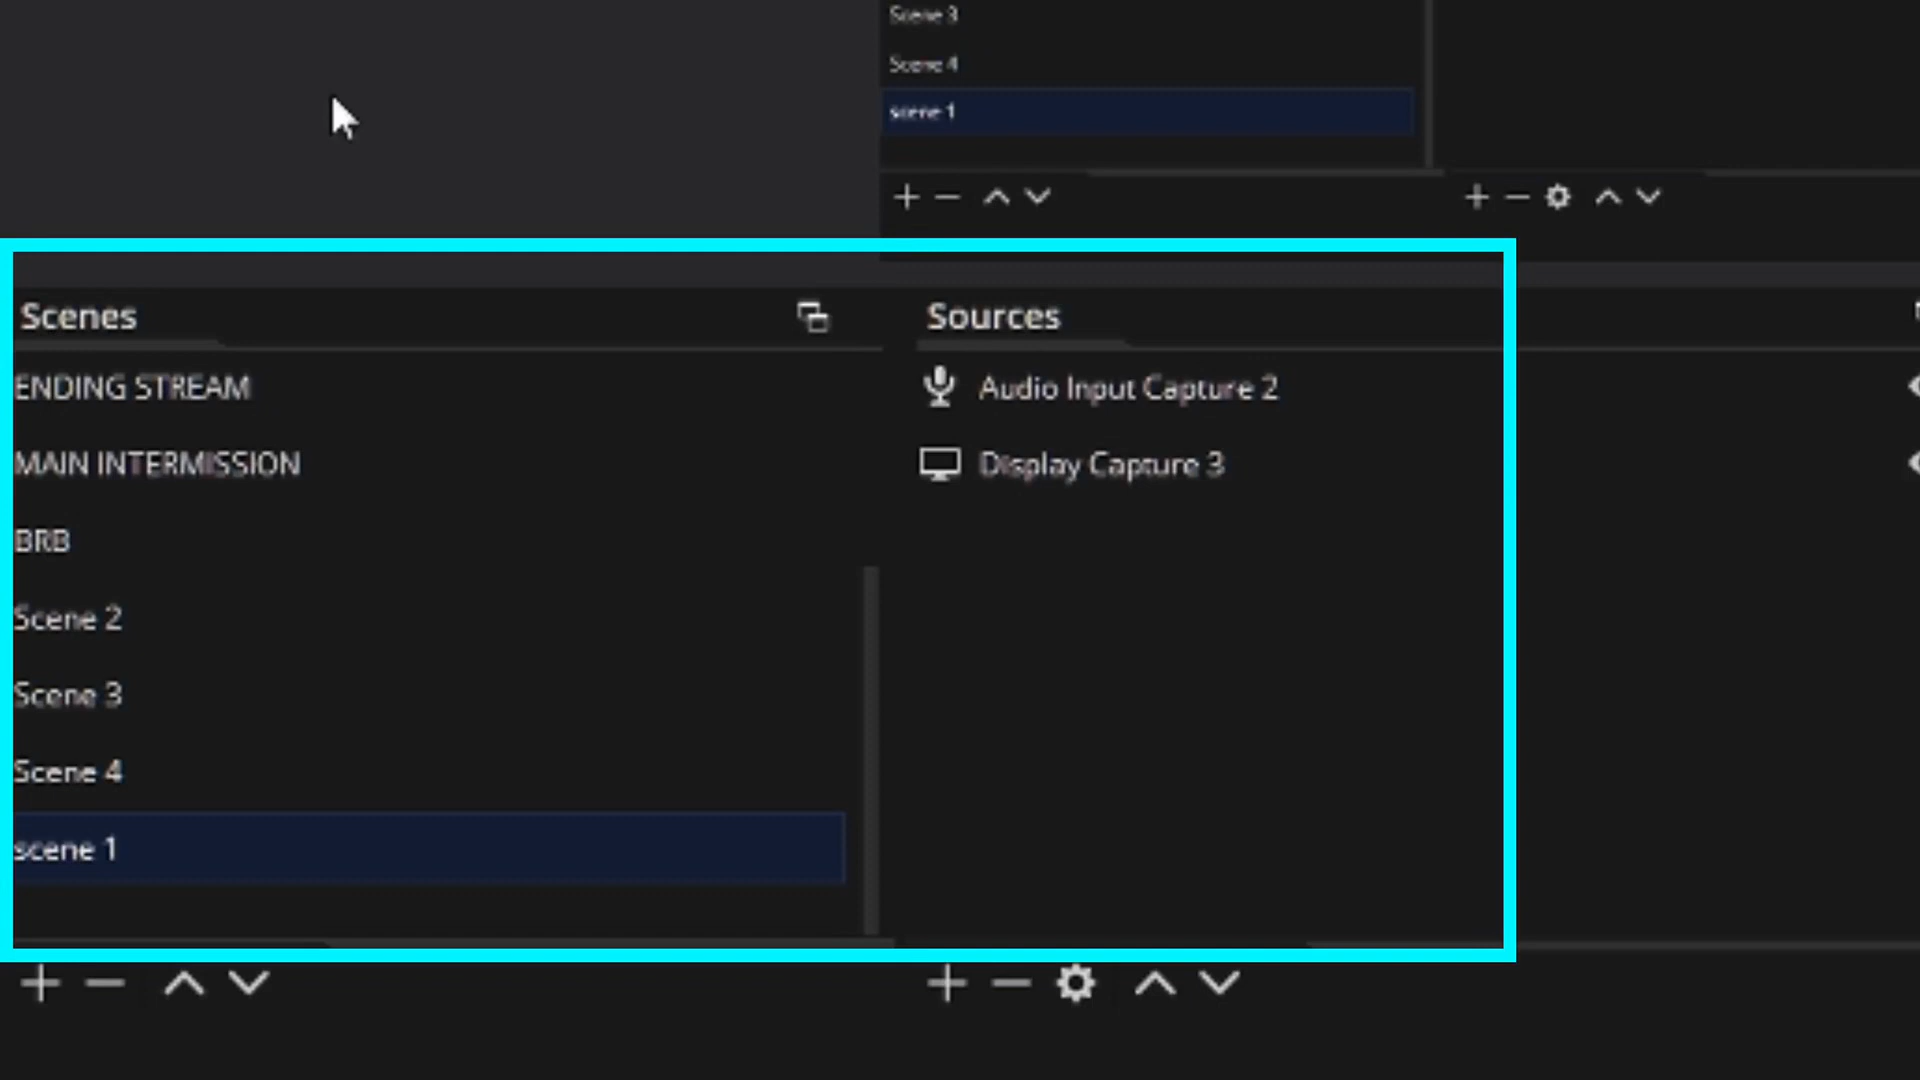 Scene 3
Scene 4
scene 1
Scenes
Sources
ENDING STREAM
Audio Input Capture 2
MAIN INTERMISSION
Display Capture 3
BRB
Scene 2
Scene 3
Scene 4
scene 1